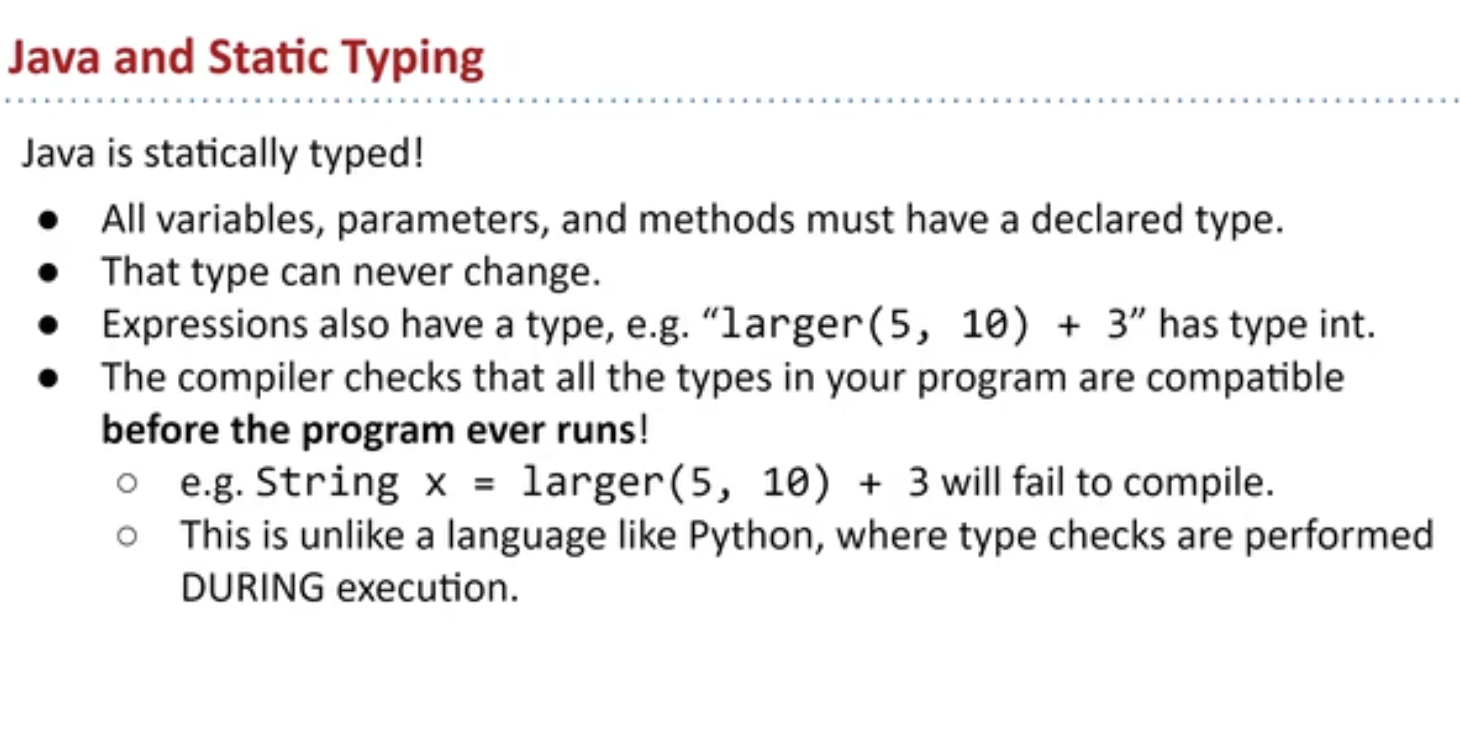 Java and Static Typing
Java is statically typed!
● All variables, parameters, and methods must have a declared type.
● That type can never change.
● Expressions also have a type, e.g. “larger(5, 10) + 3” has type int.
● The compiler checks that all the types in your program are compatible
before the program ever runs!
○ e.g. String x = larger(5, 10) + 3 will fail to compile.
○ This is unlike a language like Python, where type checks are performed
DURING execution.